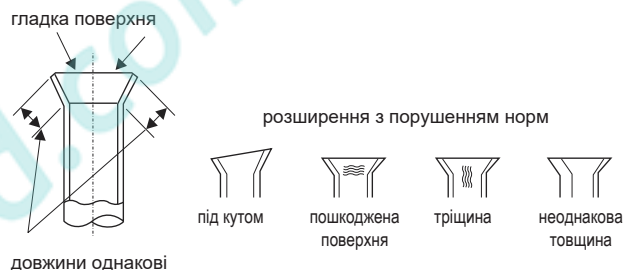 гладка поверхня
розширення з порушенням норм
під кутом
пошкоджена
поверхня
тріщина
неоднакова
товщина
довжини однакові